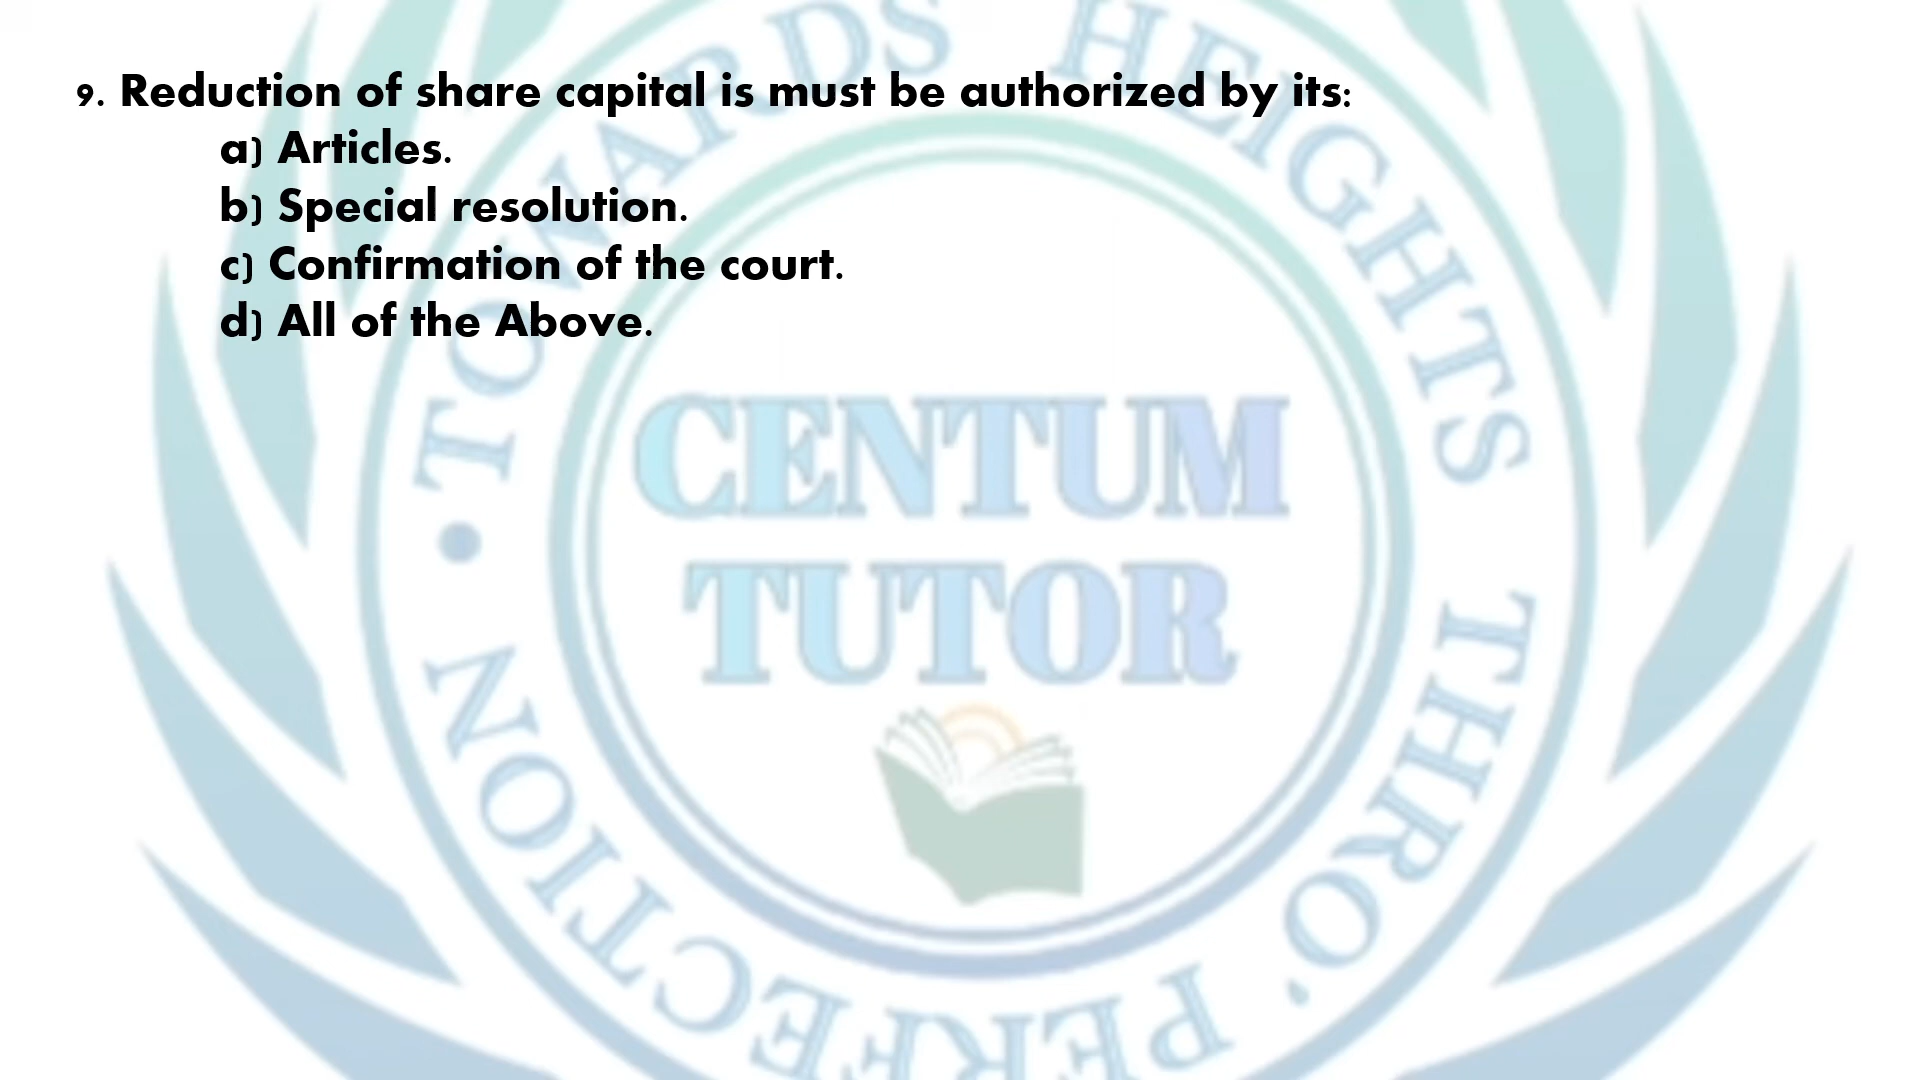 9. Reduction of share capital is must be authorized by its:
a) Articles.
b) Special resolution.
c) Confirmation of the court.
d) All of the Above.
• TOWARDS HEIGHTS THRO' PERFECTION
CENTUM
TUTOR